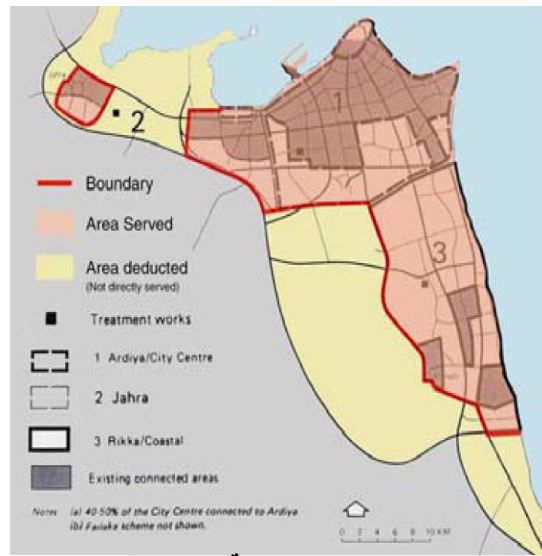 1
2
3
Boundary
Area Served
Area deducted
(Not directly served)
Treatment works
1 Ardiya/City Centre
2 Jahra
3 Rikka/Coastal
Existing connected areas
Notes (a) 40-50% of the City Centre connected to Ardiya
(b) Failaka scheme not shown.
0 2 4 6 8 10 KM